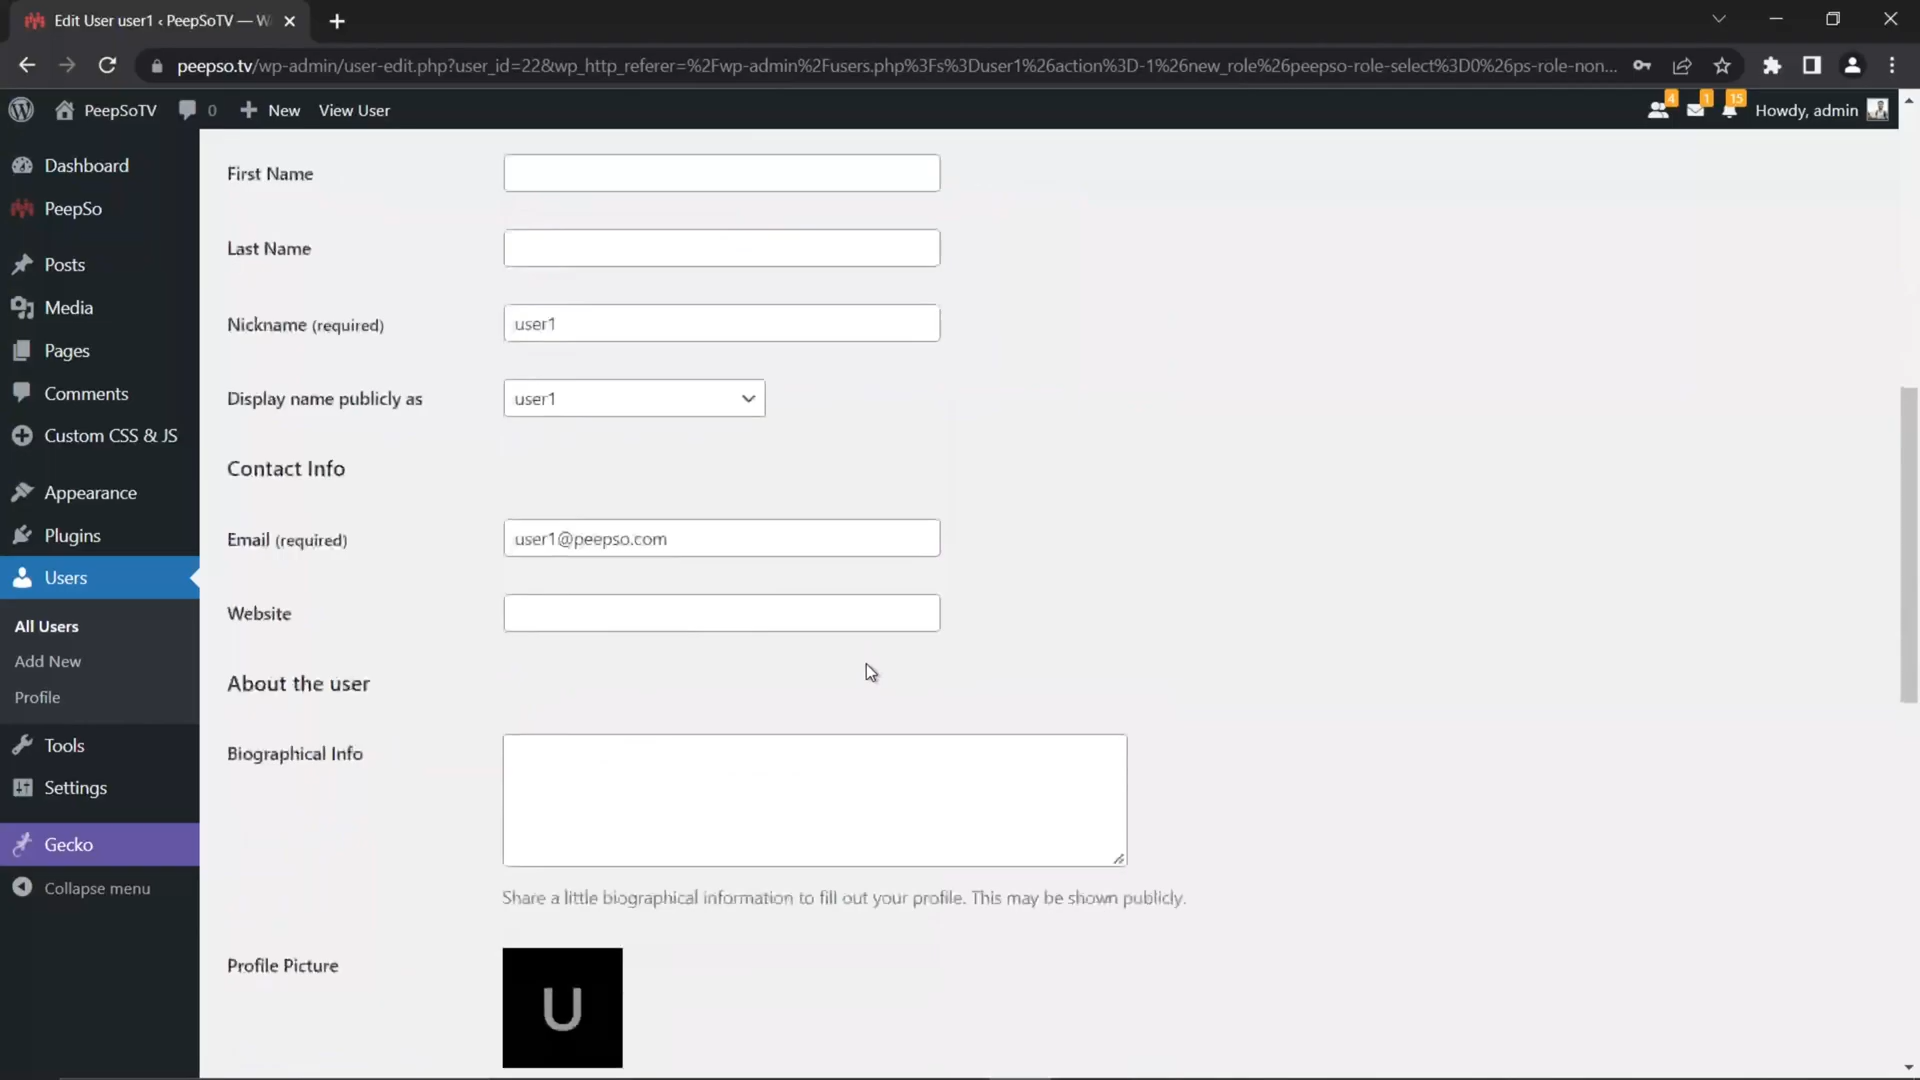 Edit User user1 ‹ PeepSoTV — W
peepso.tv/wp-admin/user-edit.php?user_id=22&wp_http_referer=%2Fwp-admin%2Fusers.php%3Fs%3Duser1%26action%3D-1%26new_role%26peepso-role-select%3D0%26ps-role-non...
PeepSoTV 0 New View User 4 1 15 Howdy, admin
Dashboard
PeepSo
Posts
Media
Pages
Comments
Custom CSS & JS
Appearance
Plugins
Users
All Users
Add New
Profile
Tools
Settings
Gecko
Collapse menu
First Name
Last Name
Nickname (required) user1
Display name publicly as user1
Contact Info
Email (required) user1@peepso.com
Website
About the user
Biographical Info
Share a little biographical information to fill out your profile. This may be shown publicly.
Profile Picture
U